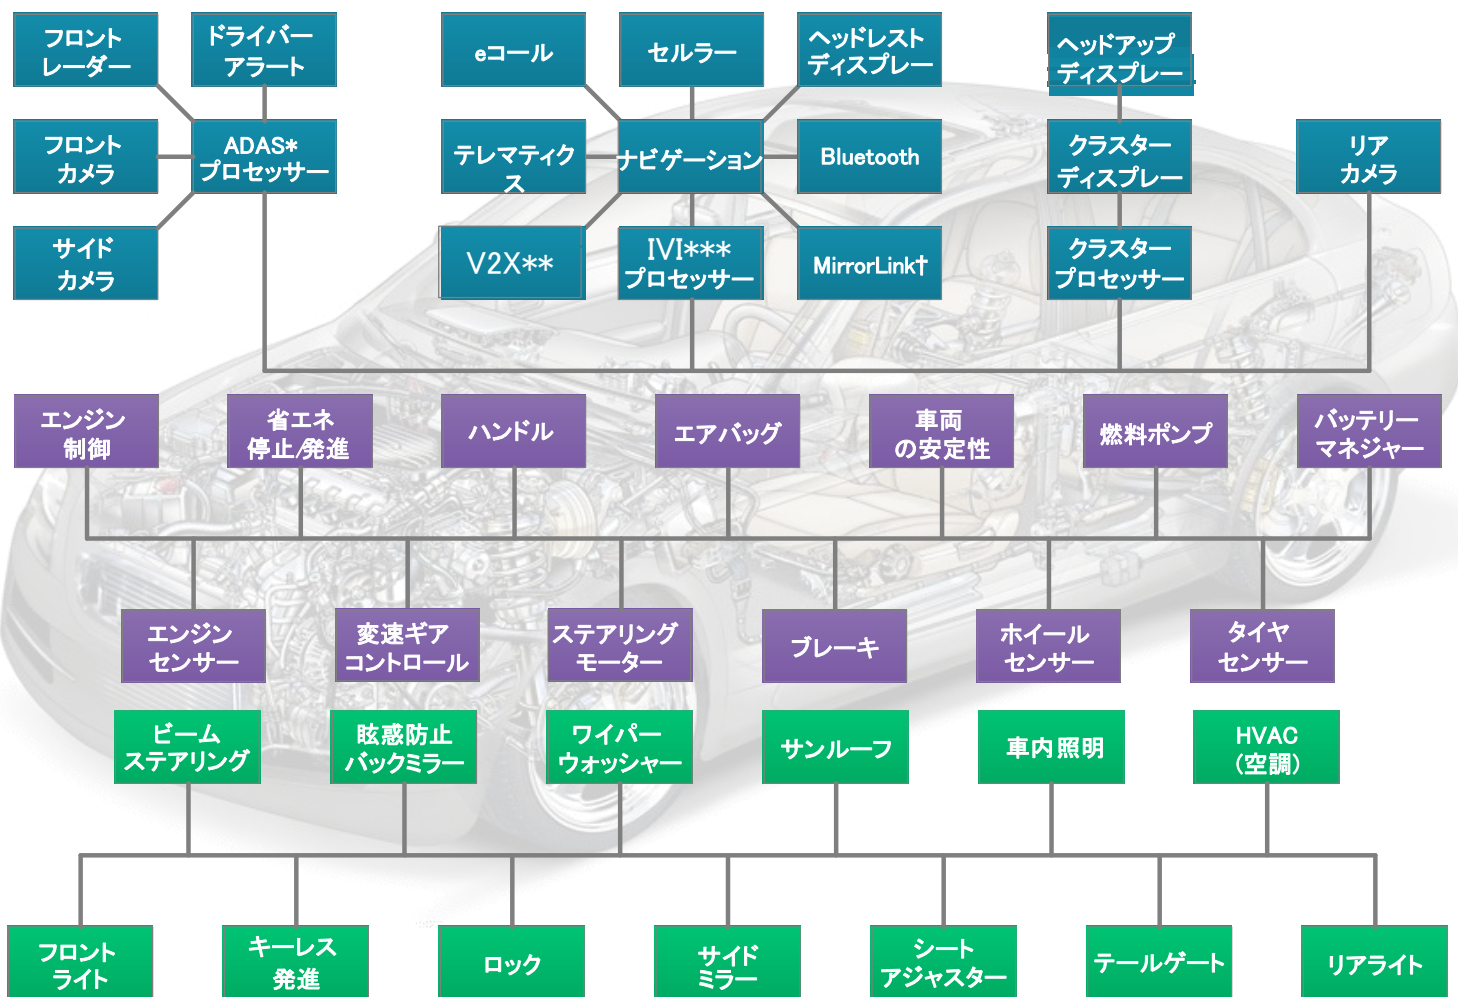 フロント
レーダー
ドライバー
アラート
eコール
セルラー
ヘッドレスト
ディスプレー
ヘッドアップ
ディスプレー
フロント
カメラ
ADAS*
プロセッサー
テレマティク
ス
ナビゲーション
Bluetooth
クラスター
ディスプレー
リア
カメラ
サイド
カメラ
V2X**
IVI***
プロセッサー
MirrorLink†
クラスター
プロセッサー
エンジン
制御
省エネ
停止/発進
ハンドル
エアバッグ
車両
の安定性
燃料ポンプ
バッテリー
マネジャー
エンジン
センサー
変速ギア
コントロール
ステアリング
モーター
ブレーキ
ホイール
センサー
タイヤ
センサー
ビーム
ステアリング
眩惑防止
バックミラー
ワイパー
ウォッシャー
サンルーフ
車内照明
HVAC
(空調)
フロント
ライト
キーレス
発進
ロック
サイド
ミラー
シート
アジャスター
テールゲート
リアライト